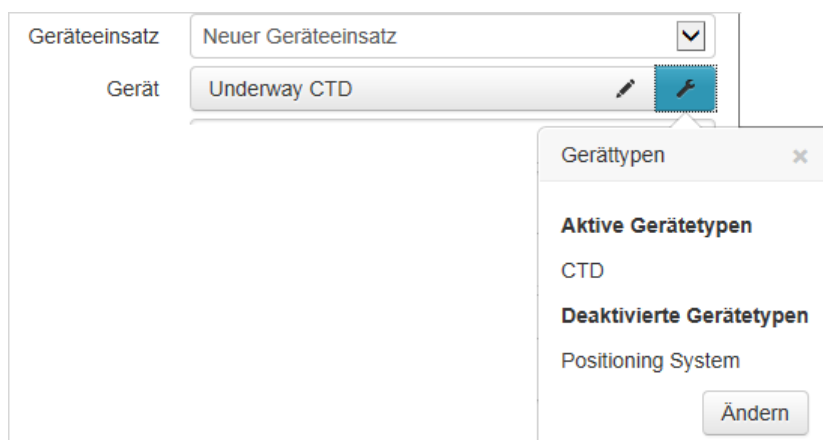 Geräteeinsatz Neuer Geräteeinsatz
Gerät Underway CTD
Gerättypen ×
Aktive Gerätetypen
CTD
Deaktivierte Gerätetypen
Positioning System
Ändern